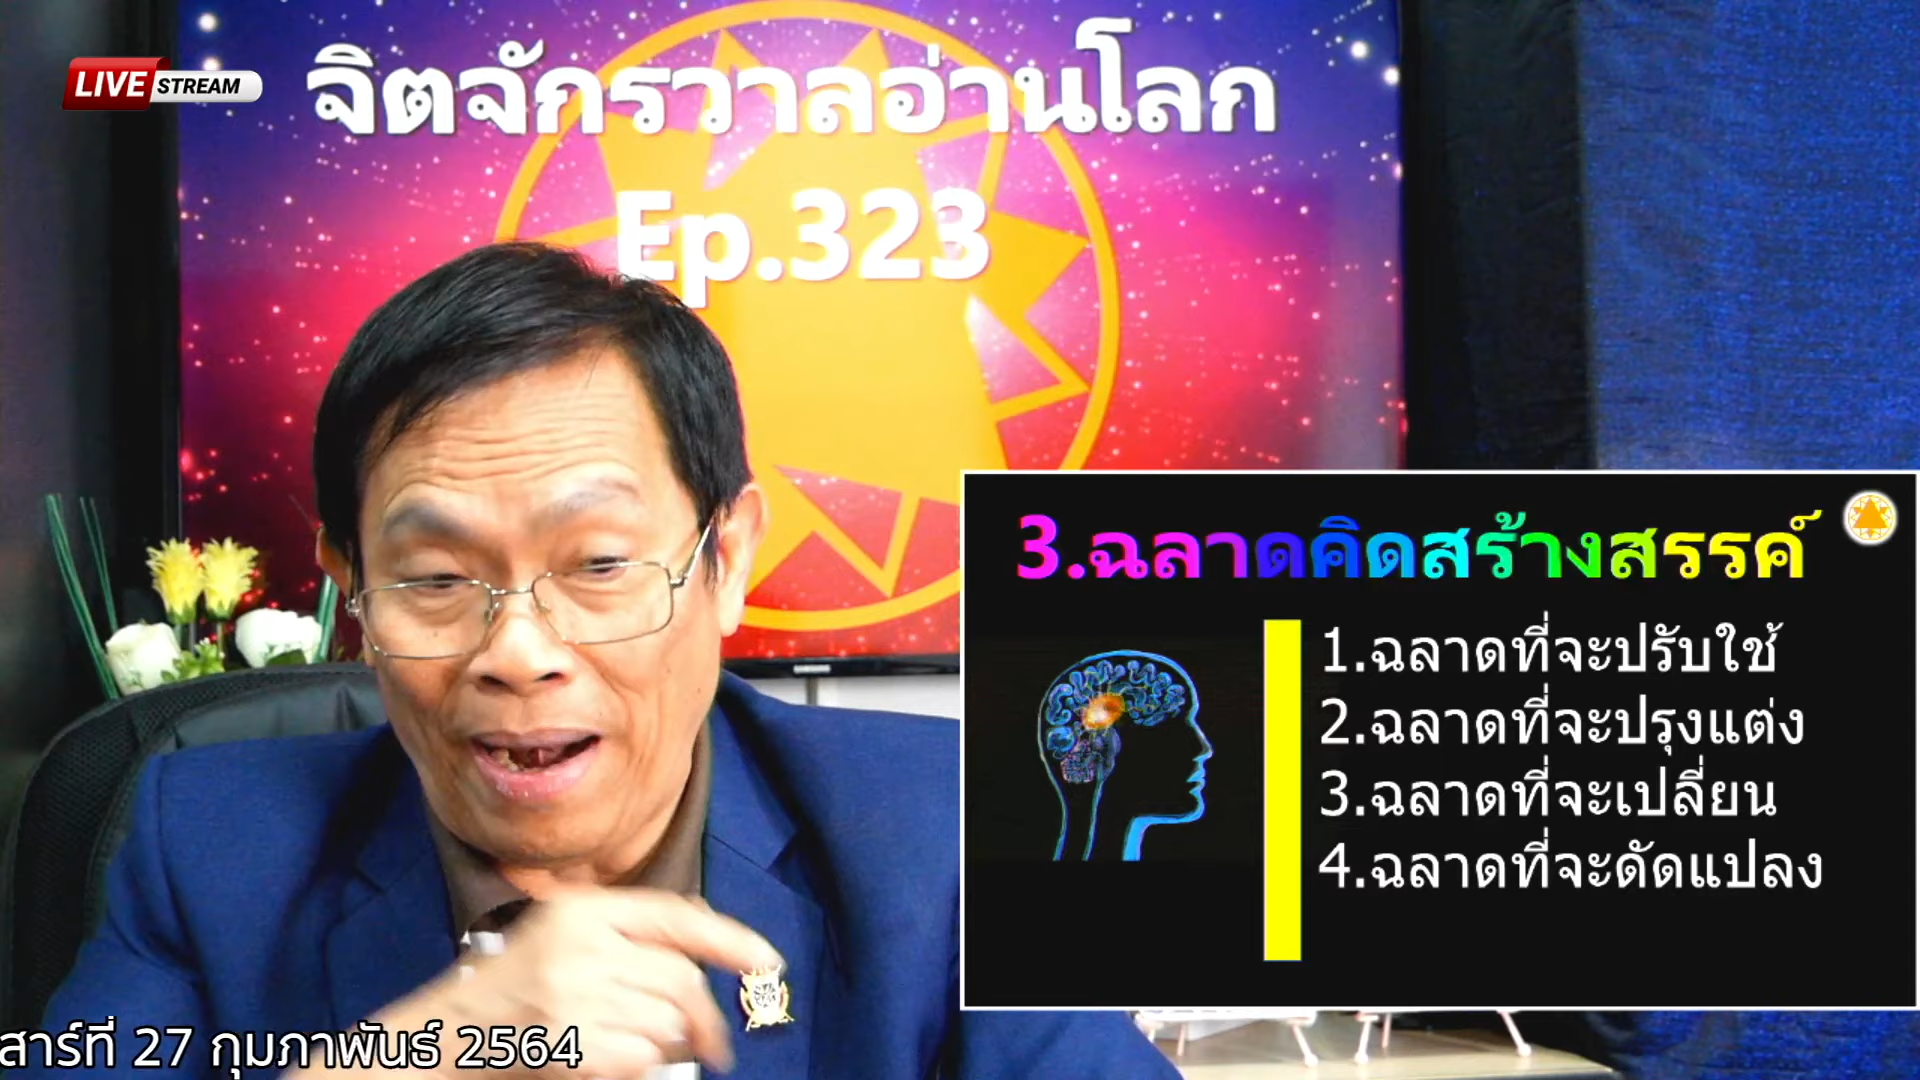 LIVE STREAM
จิตจักรวาลอ่านโลก
Ep.323
3.ฉลาดคิดสร้างสรรค์
1.ฉลาดที่จะปรับใช้
2.ฉลาดที่จะปรุงแต่ง
3.ฉลาดที่จะเปลี่ยน
4.ฉลาดที่จะดัดแปลง
สาร์ที่ 27 กุมภาพันธ์ 2564